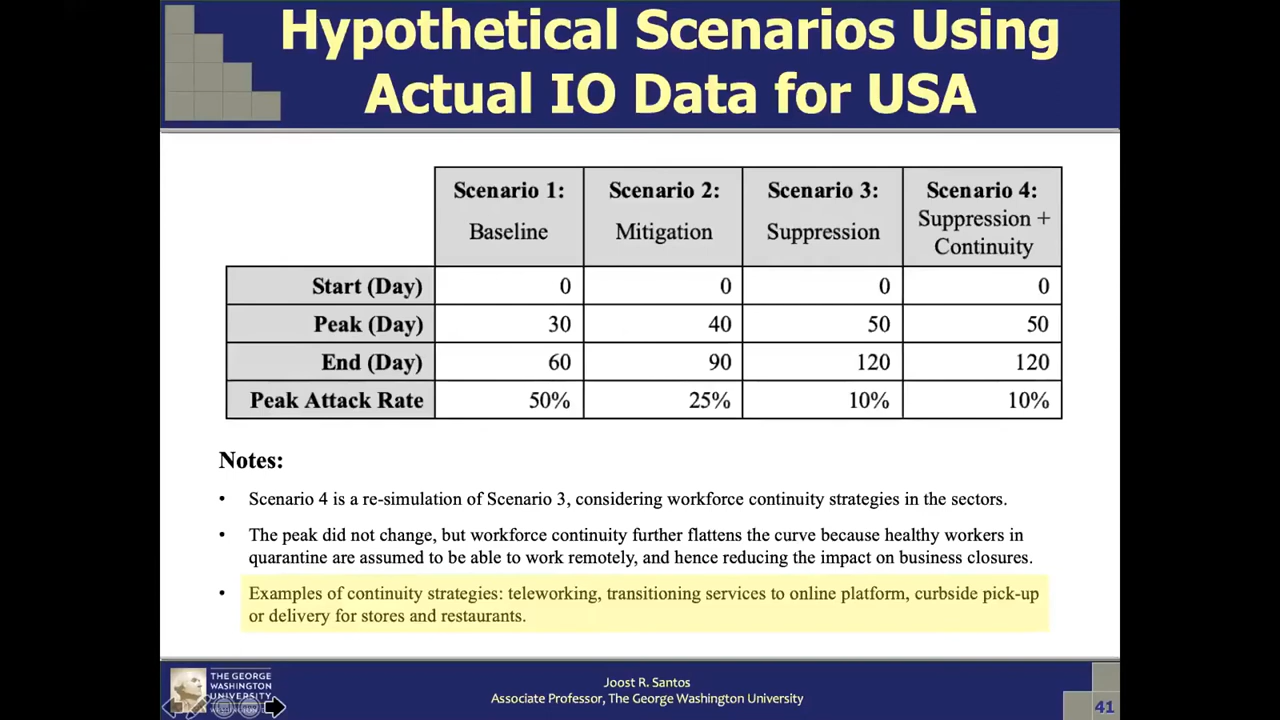 Hypothetical Scenarios Using
Actual IO Data for USA
Scenario 1: Scenario 2: Scenario 3: Scenario 4:
Baseline Mitigation Suppression Suppression +
Continuity
Start (Day) 0 0 0 0
Peak (Day) 30 40 50 50
End (Day) 60 90 120 120
Peak Attack Rate 50% 25% 10% 10%
Notes:
• Scenario 4 is a re-simulation of Scenario 3, considering workforce continuity strategies in the sectors.
• The peak did not change, but workforce continuity further flattens the curve because healthy workers in
quarantine are assumed to be able to work remotely, and hence reducing the impact on business closures.
• Examples of continuity strategies: teleworking, transitioning services to online platform, curbside pick-up
or delivery for stores and restaurants.
THE GEORGE
WASHINGTON
UNIVERSITY
Joost R. Santos
Associate Professor, The George Washington University
41